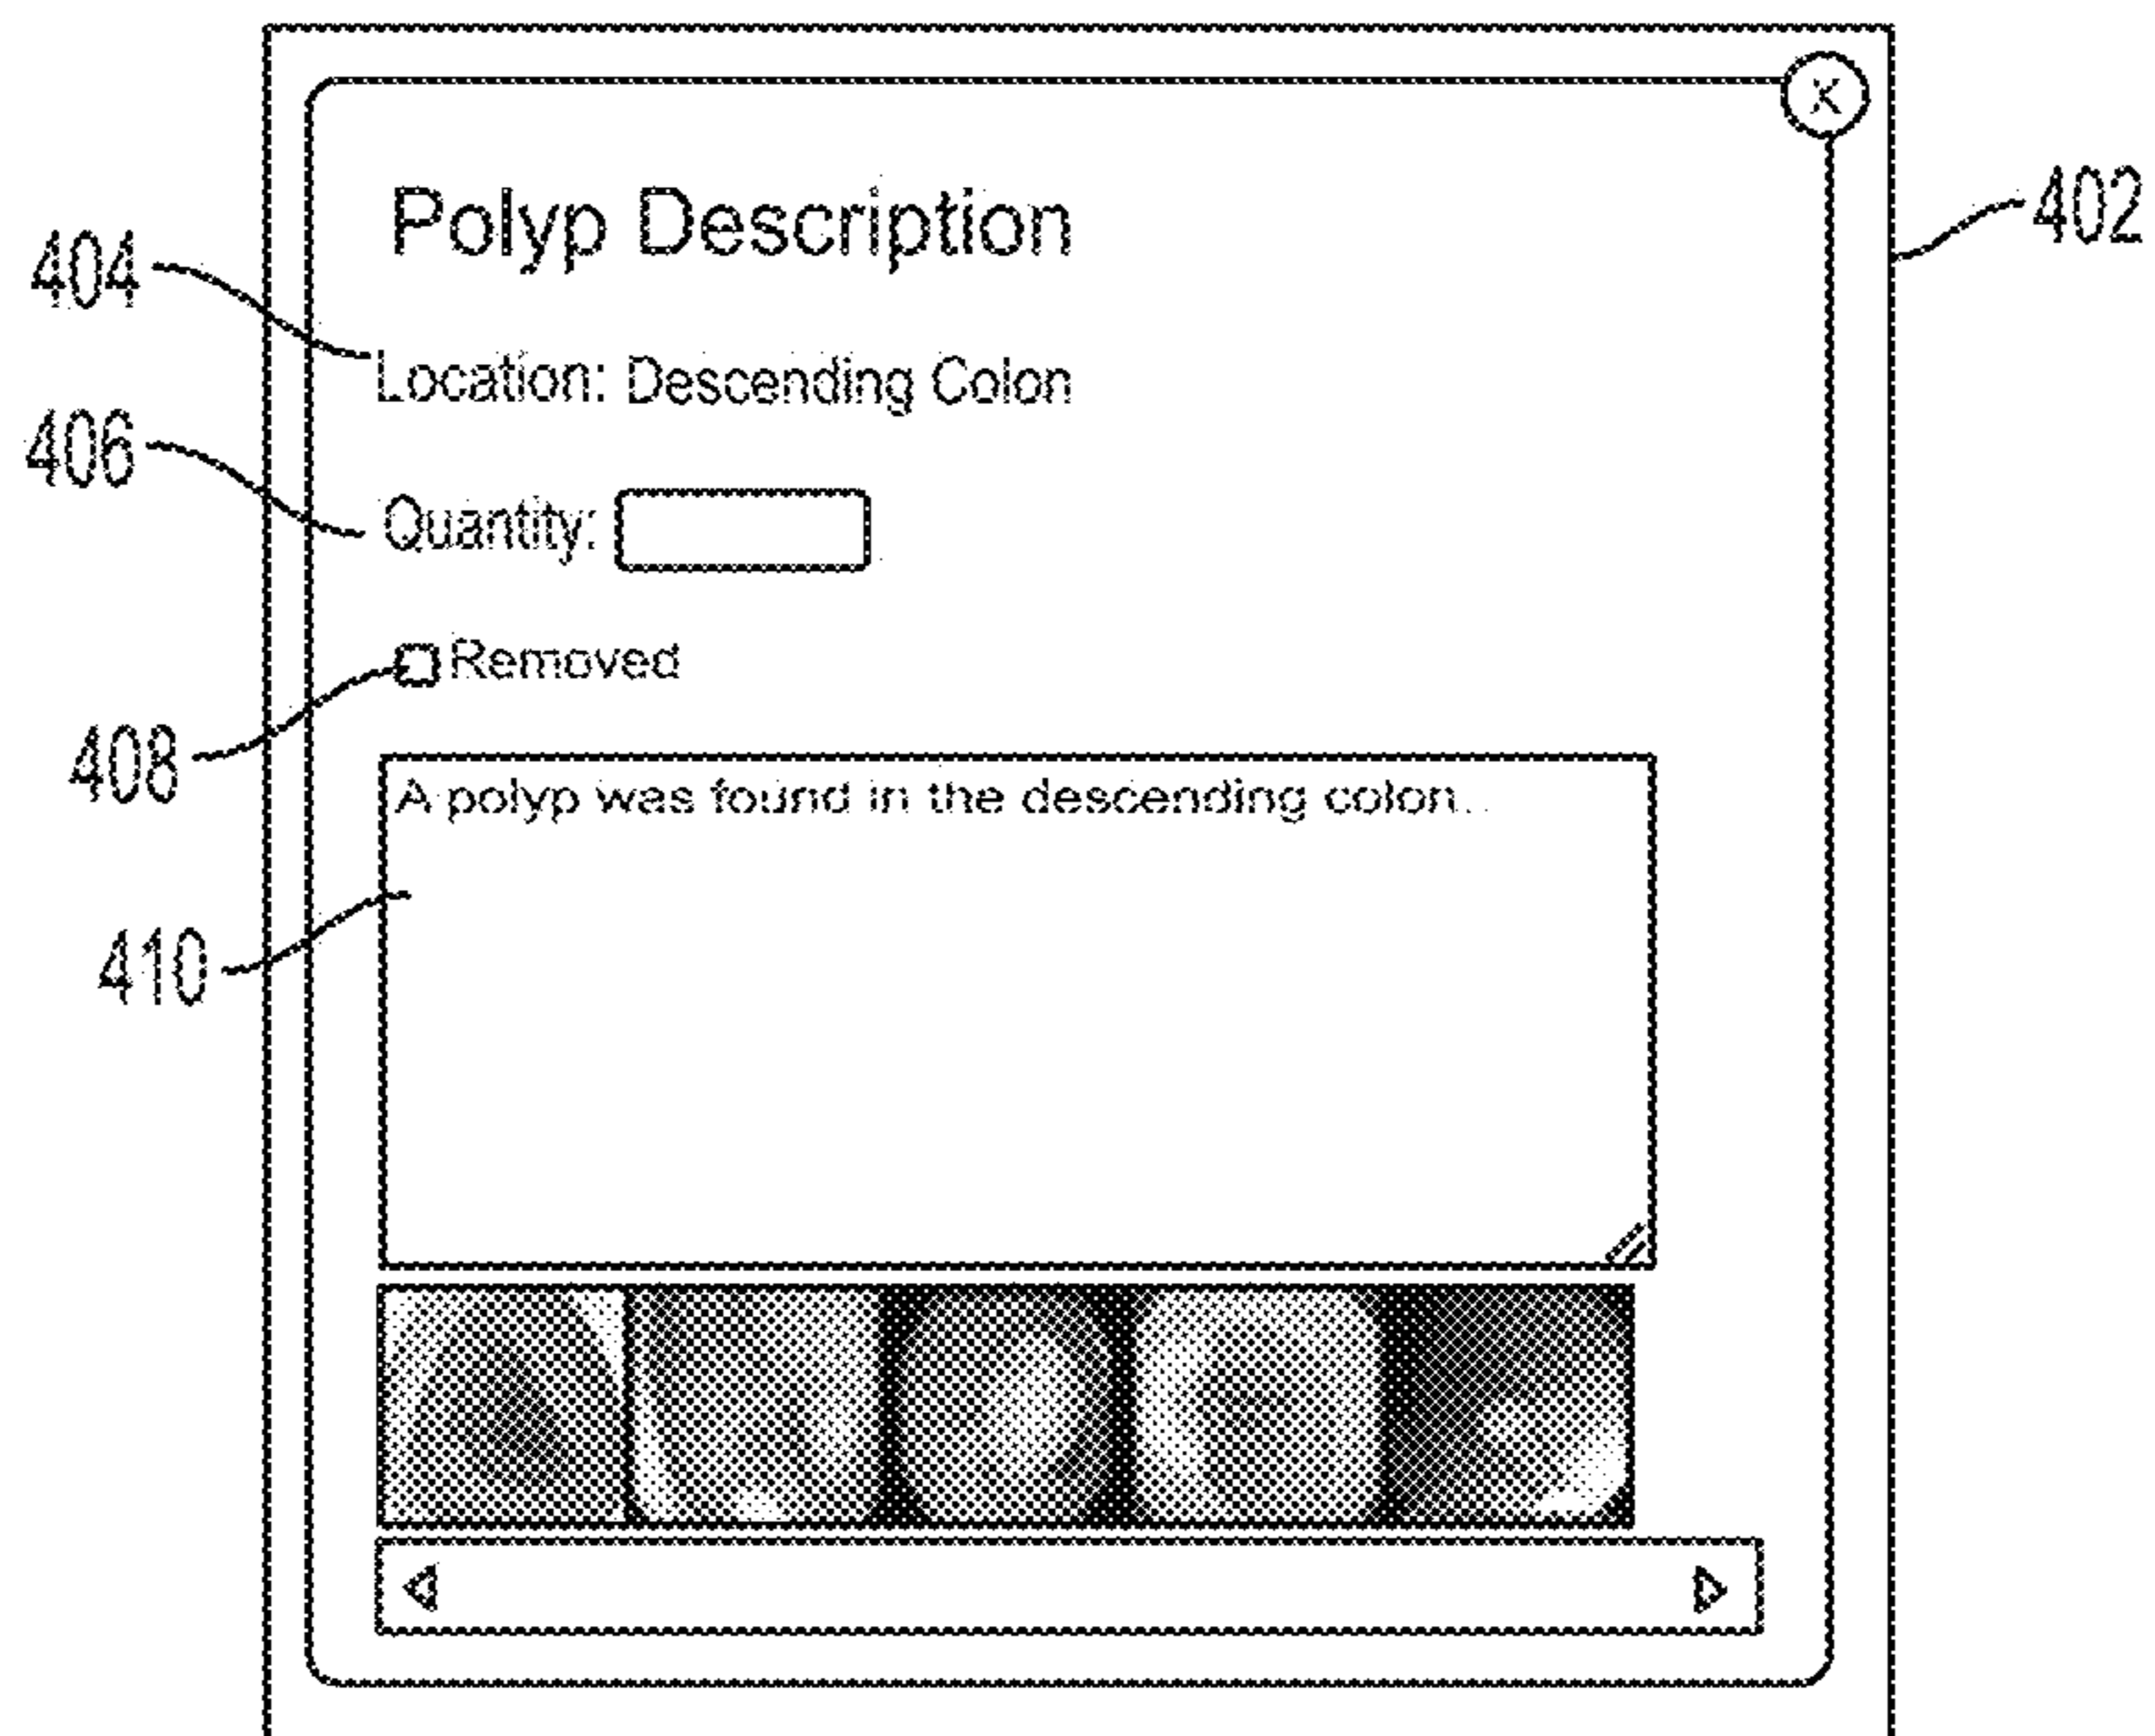 X
Polyp Description
402
404
Location: Descending Colon
406
Quantity:
Removed
408
A polyp was found in the descending colon.
410